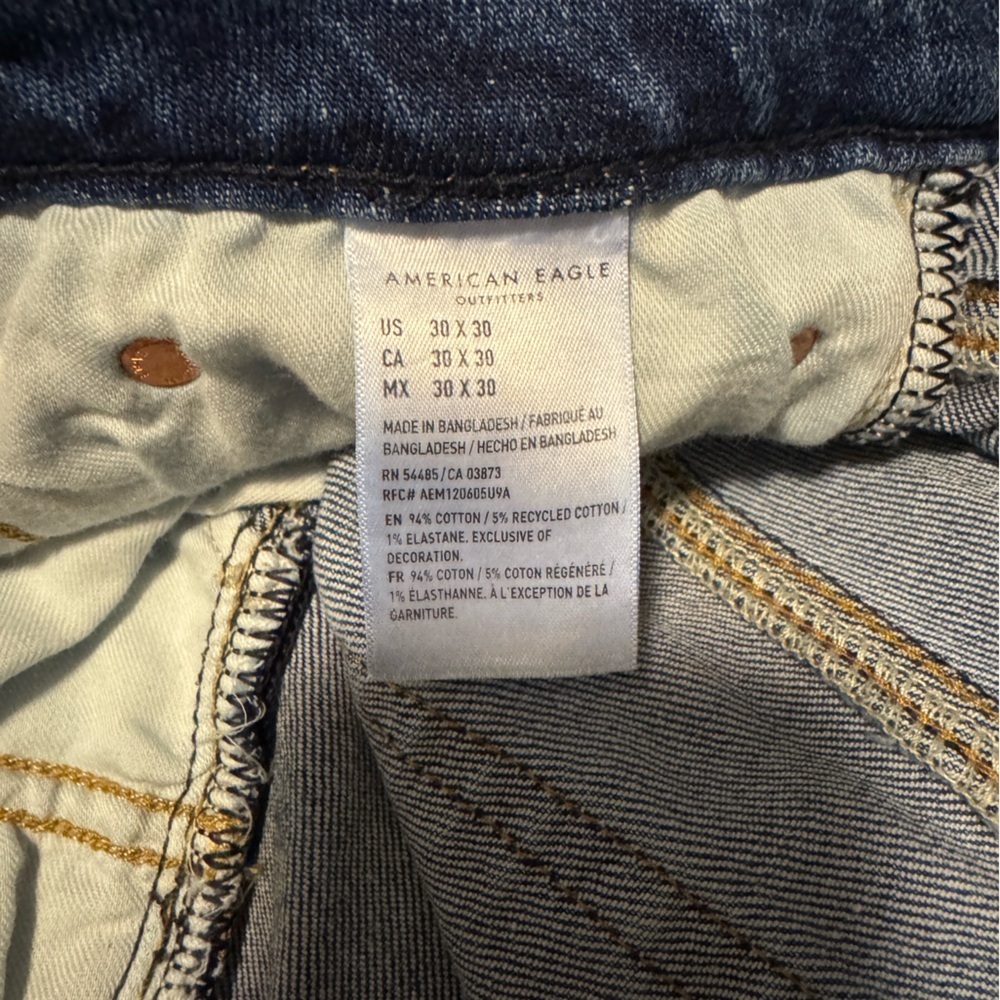 AMERICAN EAGLE
OUTFITTERS
US 30 X 30
CA 30 X 30
MX 30 X 30
MADE IN BANGLADESH / FABRIQUÉ AU
BANGLADESH / HECHO EN BANGLADESH
RN 54485 / CA 03873
RFC# AEM120605U9A
EN 94% COTTON / 5% RECYCLED COTTON /
1% ELASTANE. EXCLUSIVE OF
DECORATION.
FR 94% COTON / 5% COTON RÉGÉNÉRÉ /
1% ÉLASTHANNE. À L'EXCEPTION DE LA
GARNITURE.